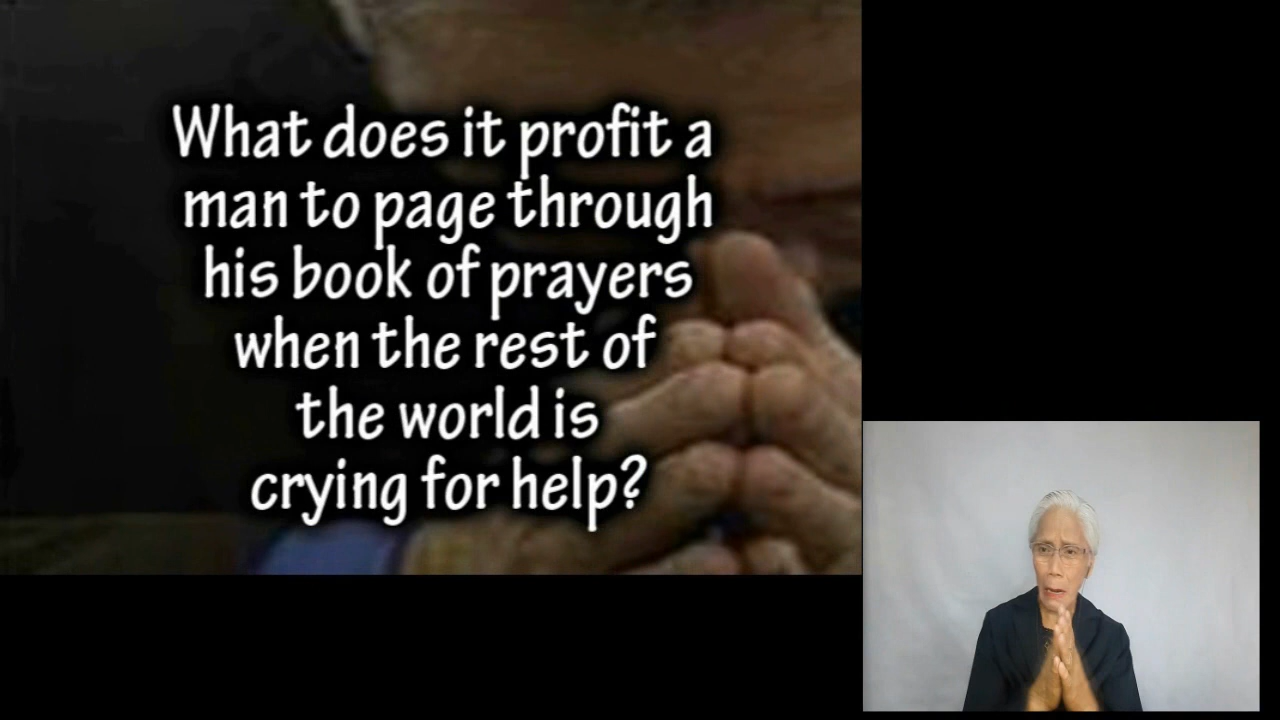 What does it profit a
man to page through
his book of prayers
when the rest of
the world is
crying for help?